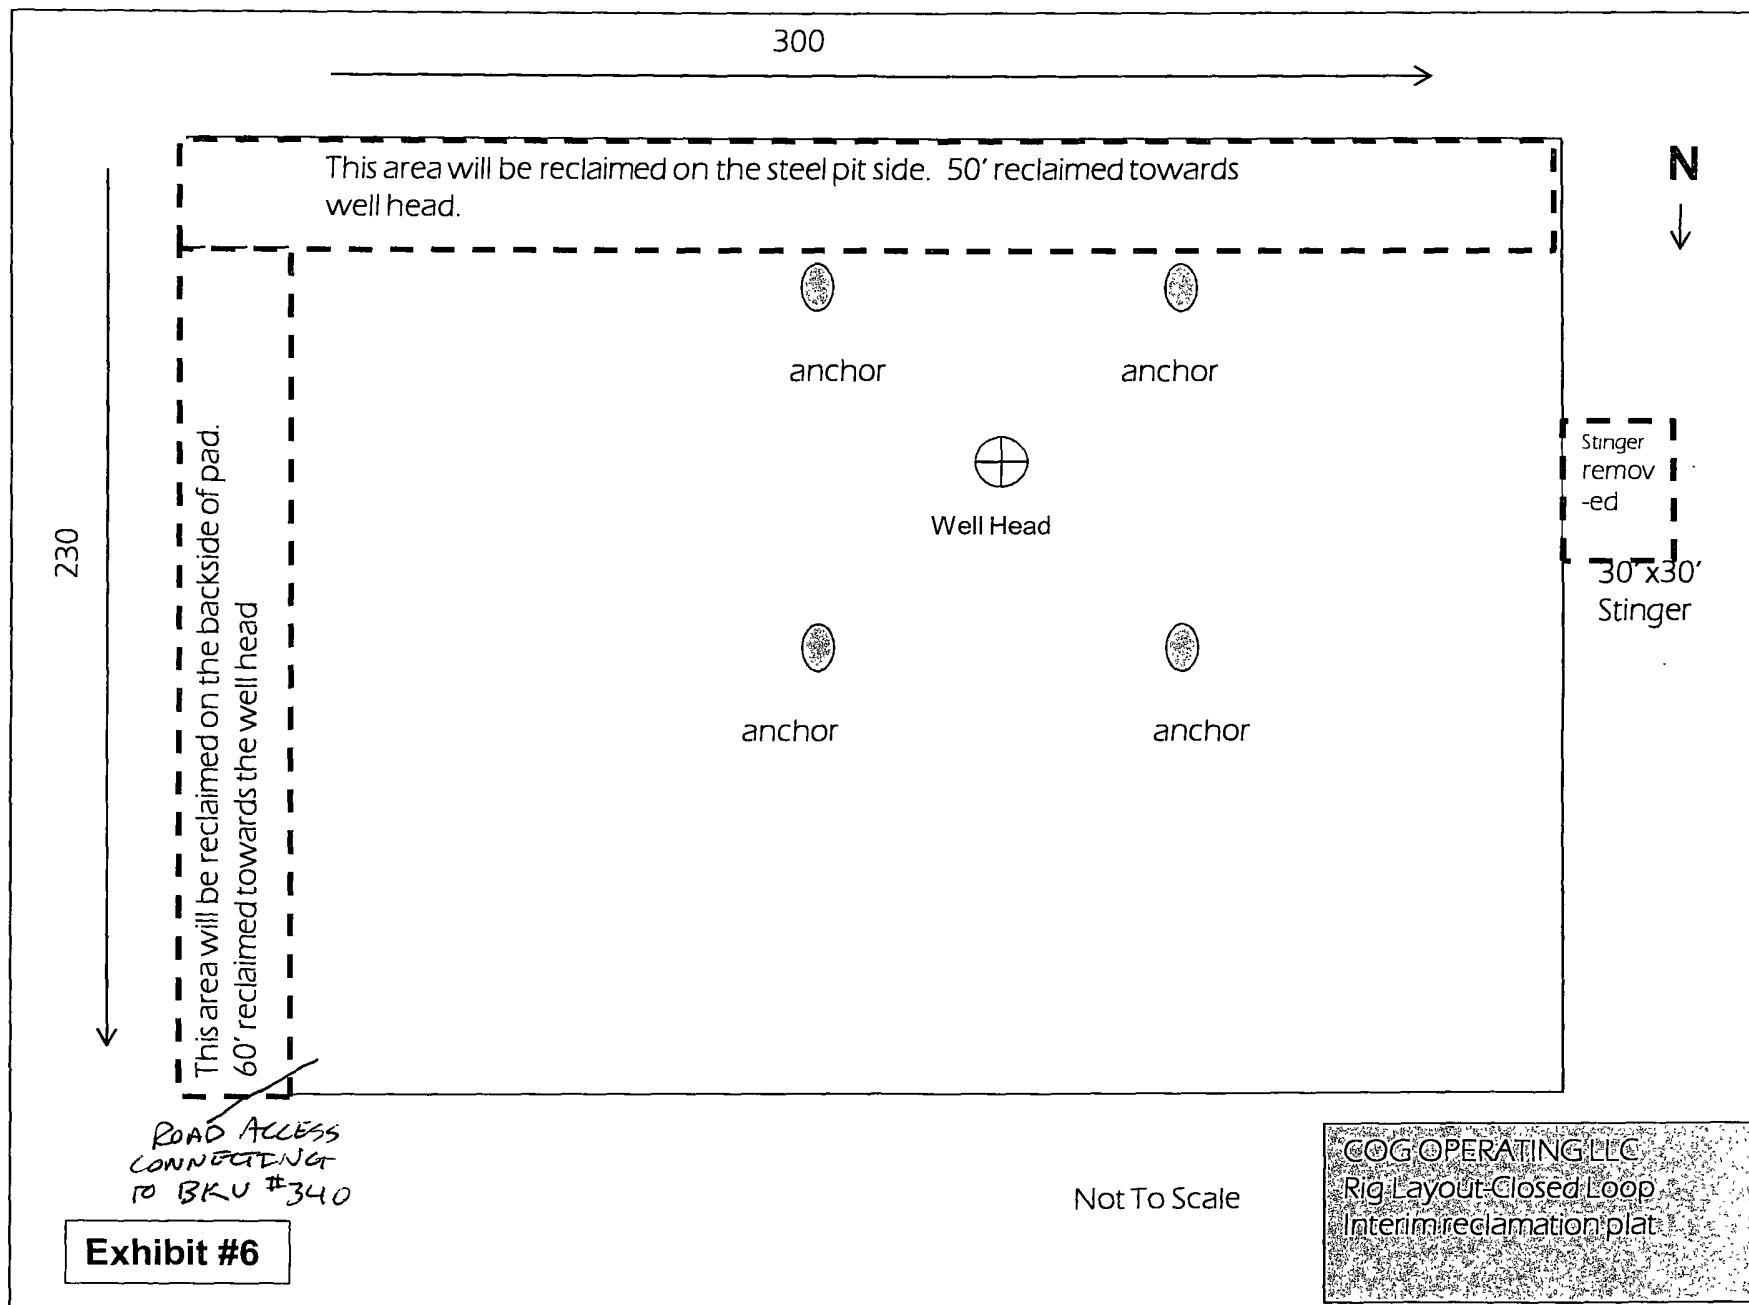 300
This area will be reclaimed on the steel pit side. 50' reclaimed towards
well head.
N
anchor
anchor
Stinger
remov
-ed
Well Head
30'x30'
Stinger
230
This area will be reclaimed on the backside of pad.
60' reclaimed towards the well head
anchor
anchor
ROAD ACCESS
CONNECTING
TO BKU #340
Not To Scale
COG OPERATING LLC
Rig Layout-Closed Loop
Interim reclamation plat
Exhibit #6